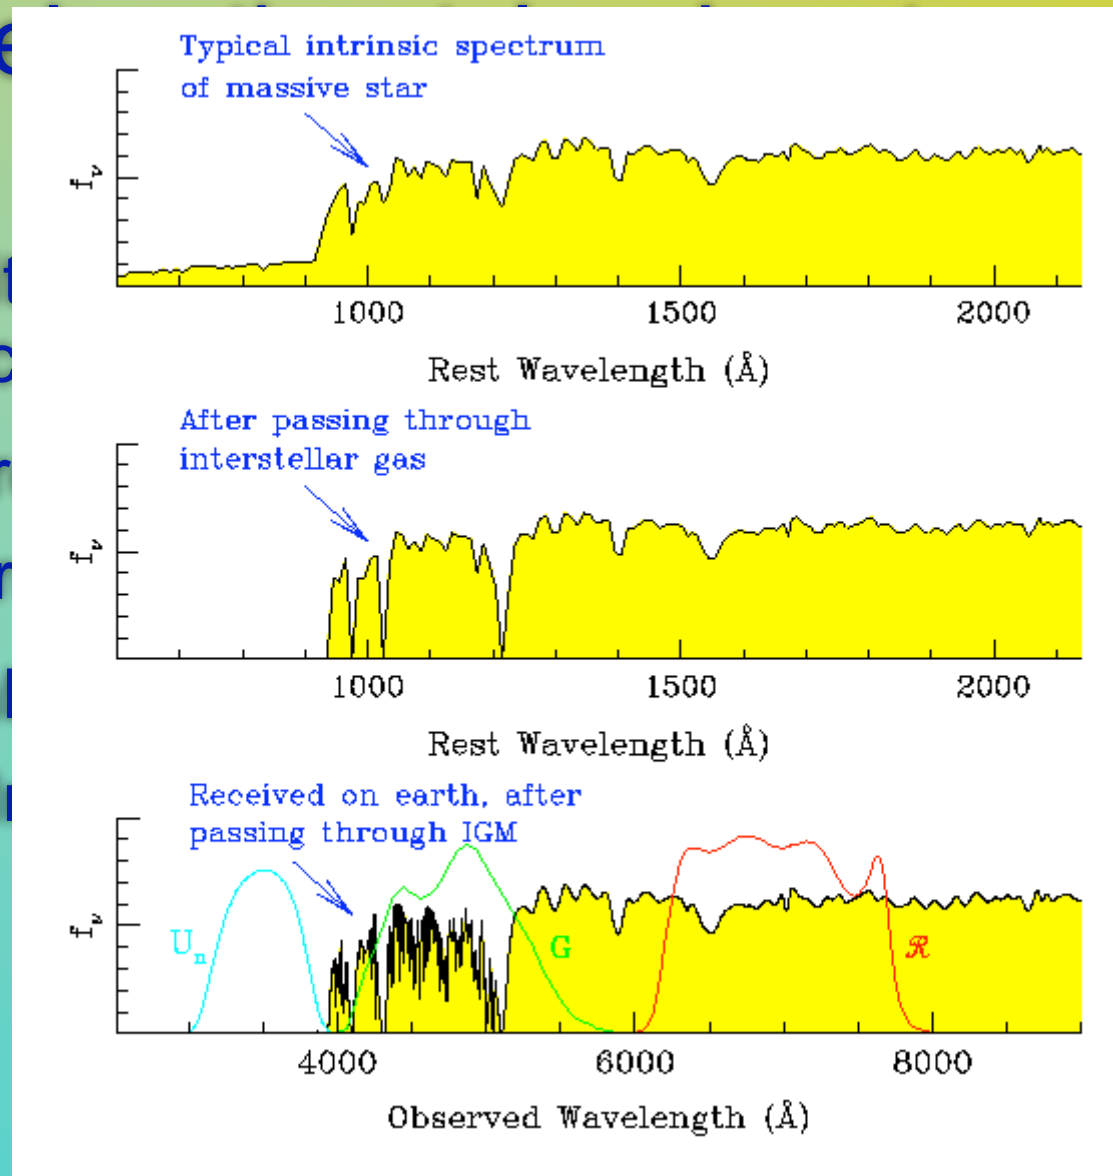 Typical intrinsic spectrum
of massive star
fν
1000 1500 2000
Rest Wavelength (Å)
After passing through
interstellar gas
fν
1000 1500 2000
Rest Wavelength (Å)
Received on earth, after
passing through IGM
fν
Un G ℛ
4000 6000 8000
Observed Wavelength (Å)